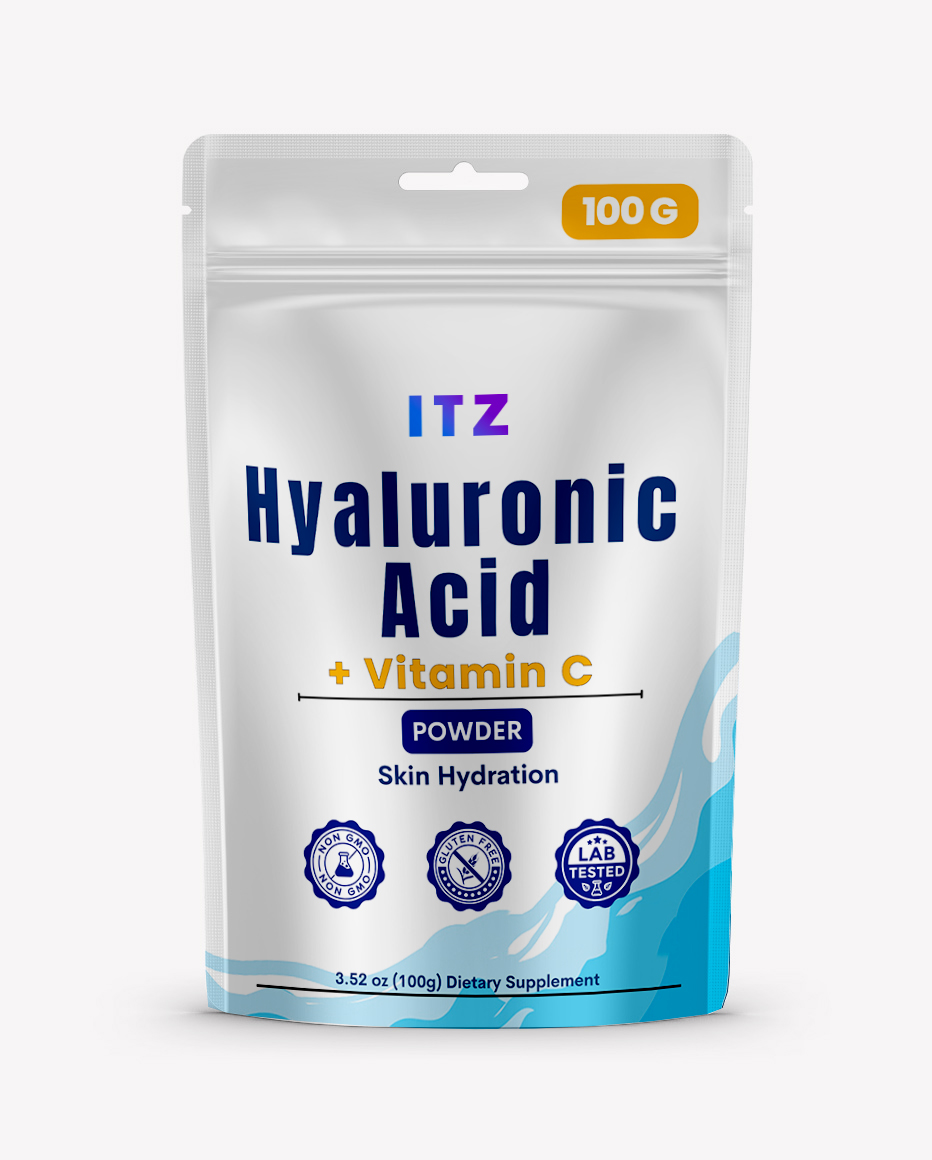 100 G
ITZ
Hyaluronic
Acid
+ Vitamin C
POWDER
Skin Hydration
NON GMO
NON GMO
GLUTEN FREE
LAB
TESTED
3.52 oz (100g) Dietary Supplement